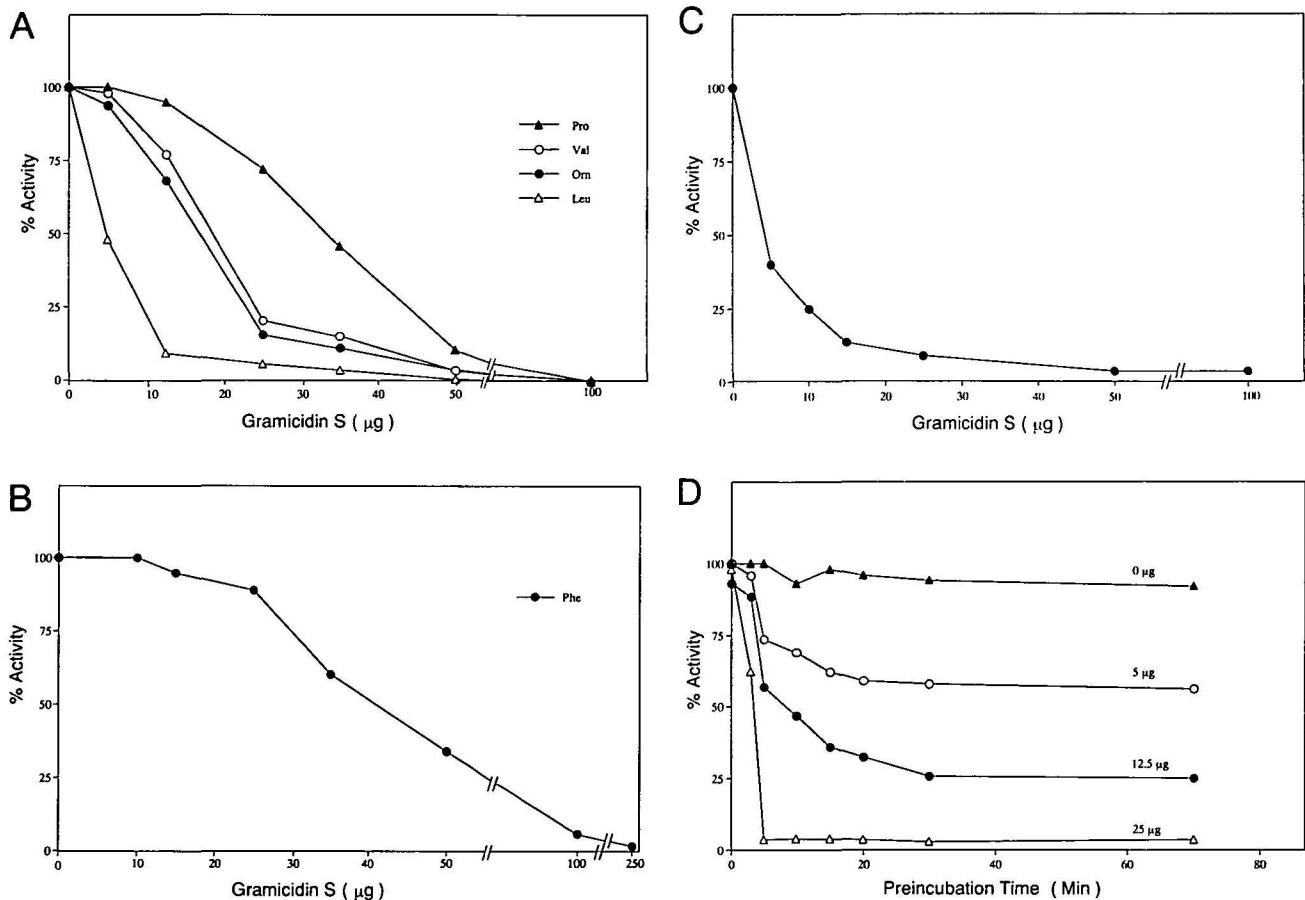 A
100
75
50
25
0
% Activity
Pro
Val
Orn
Leu
0 10 20 30 40 50 100
Gramicidin S ( µg )
C
100
75
50
25
0
% Activity
0 10 20 30 40 50 100
Gramicidin S ( µg )
B
100
75
50
25
0
% Activity
Phe
0 10 20 30 40 50 100 250
Gramicidin S ( µg )
D
100
75
50
25
0
% Activity
0 µg
5 µg
12.5 µg
25 µg
0 20 40 60 80
Preincubation Time ( Min )